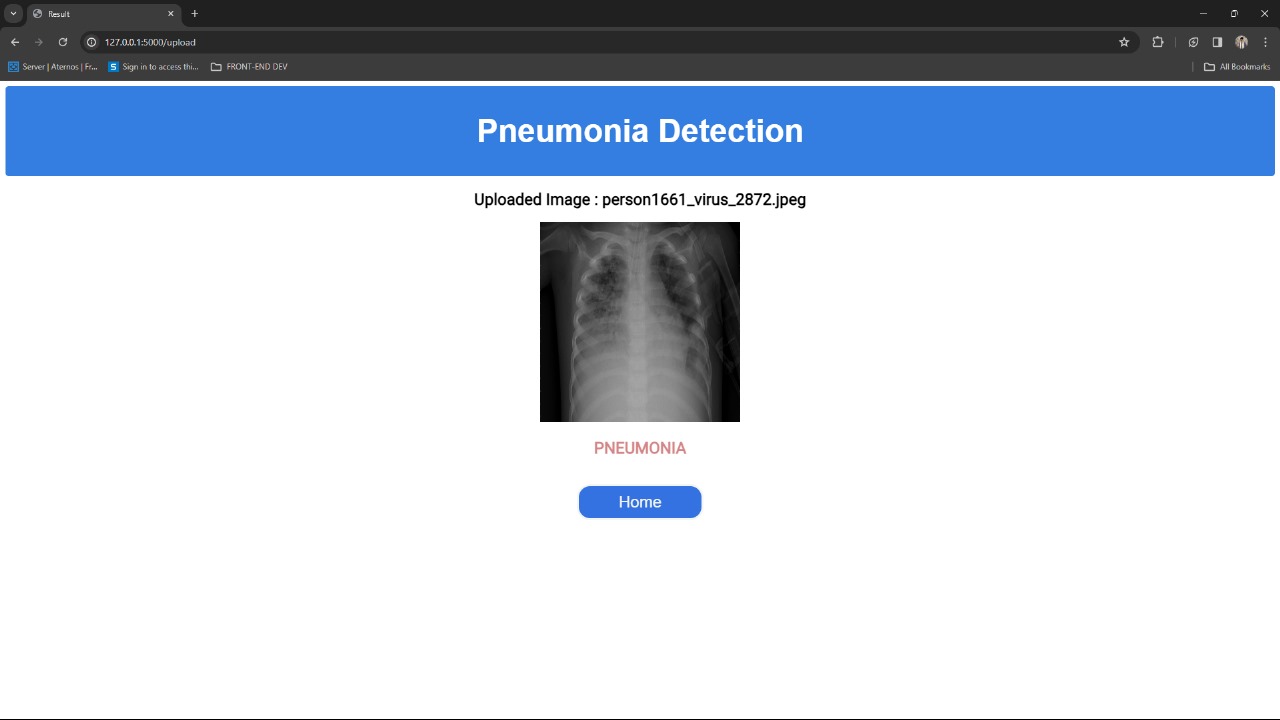 Result
127.0.0.1:5000/upload
Server | Aternos | Fr...
Sign in to access thi...
FRONT-END DEV
All Bookmarks
Pneumonia Detection
Uploaded Image : person1661_virus_2872.jpeg
PNEUMONIA
Home